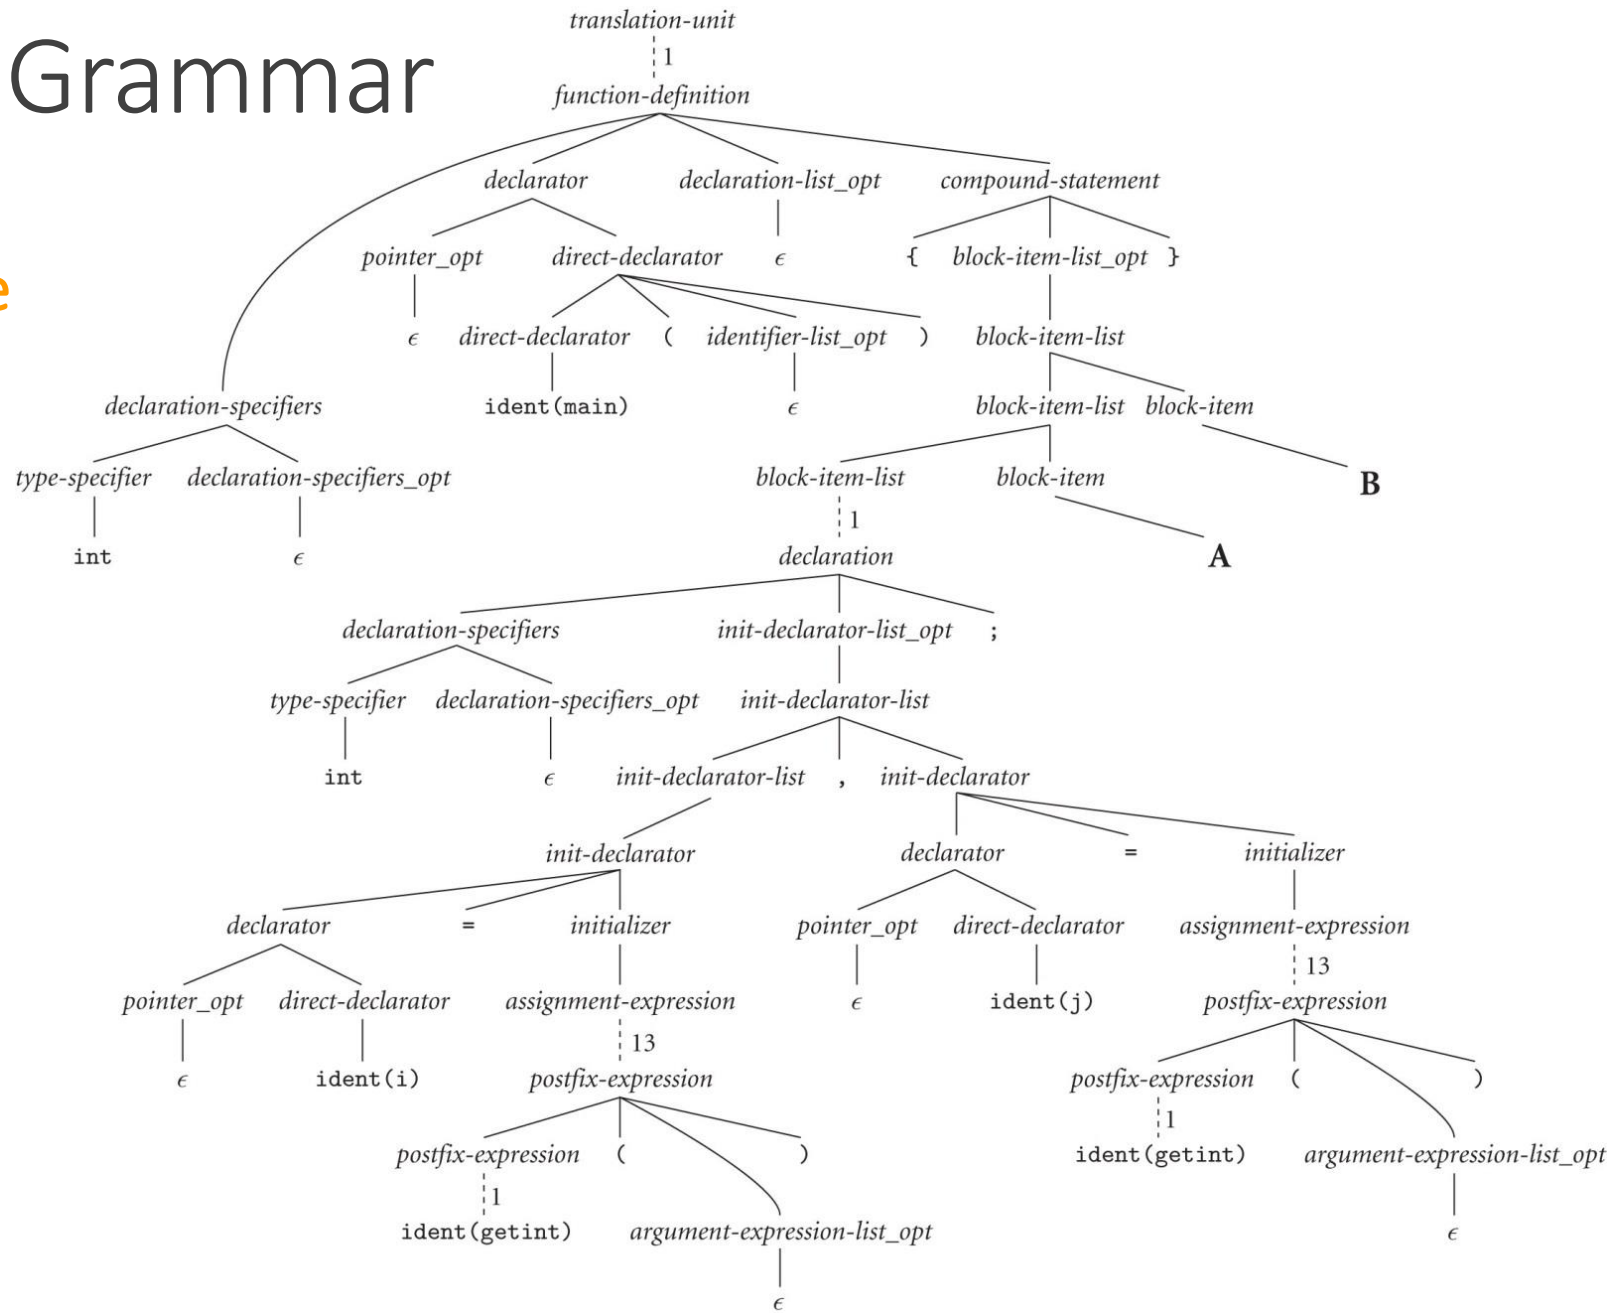 Grammar
translation-unit
1
function-definition
declarator declaration-list_opt compound-statement
pointer_opt direct-declarator ϵ { block-item-list_opt }
e
ϵ direct-declarator ( identifier-list_opt ) block-item-list
declaration-specifiers ident(main) ϵ block-item-list block-item
type-specifier declaration-specifiers_opt block-item-list block-item B
1
int ϵ declaration A
declaration-specifiers init-declarator-list_opt ;
type-specifier declaration-specifiers_opt init-declarator-list
int ϵ init-declarator-list , init-declarator
init-declarator declarator = initializer
declarator = initializer pointer_opt direct-declarator assignment-expression
13
pointer_opt direct-declarator assignment-expression ϵ ident(j) postfix-expression
13
ϵ ident(i) postfix-expression postfix-expression ( )
1
postfix-expression ( ) ident(getint) argument-expression-list_opt
1
ident(getint) argument-expression-list_opt ϵ
ϵ